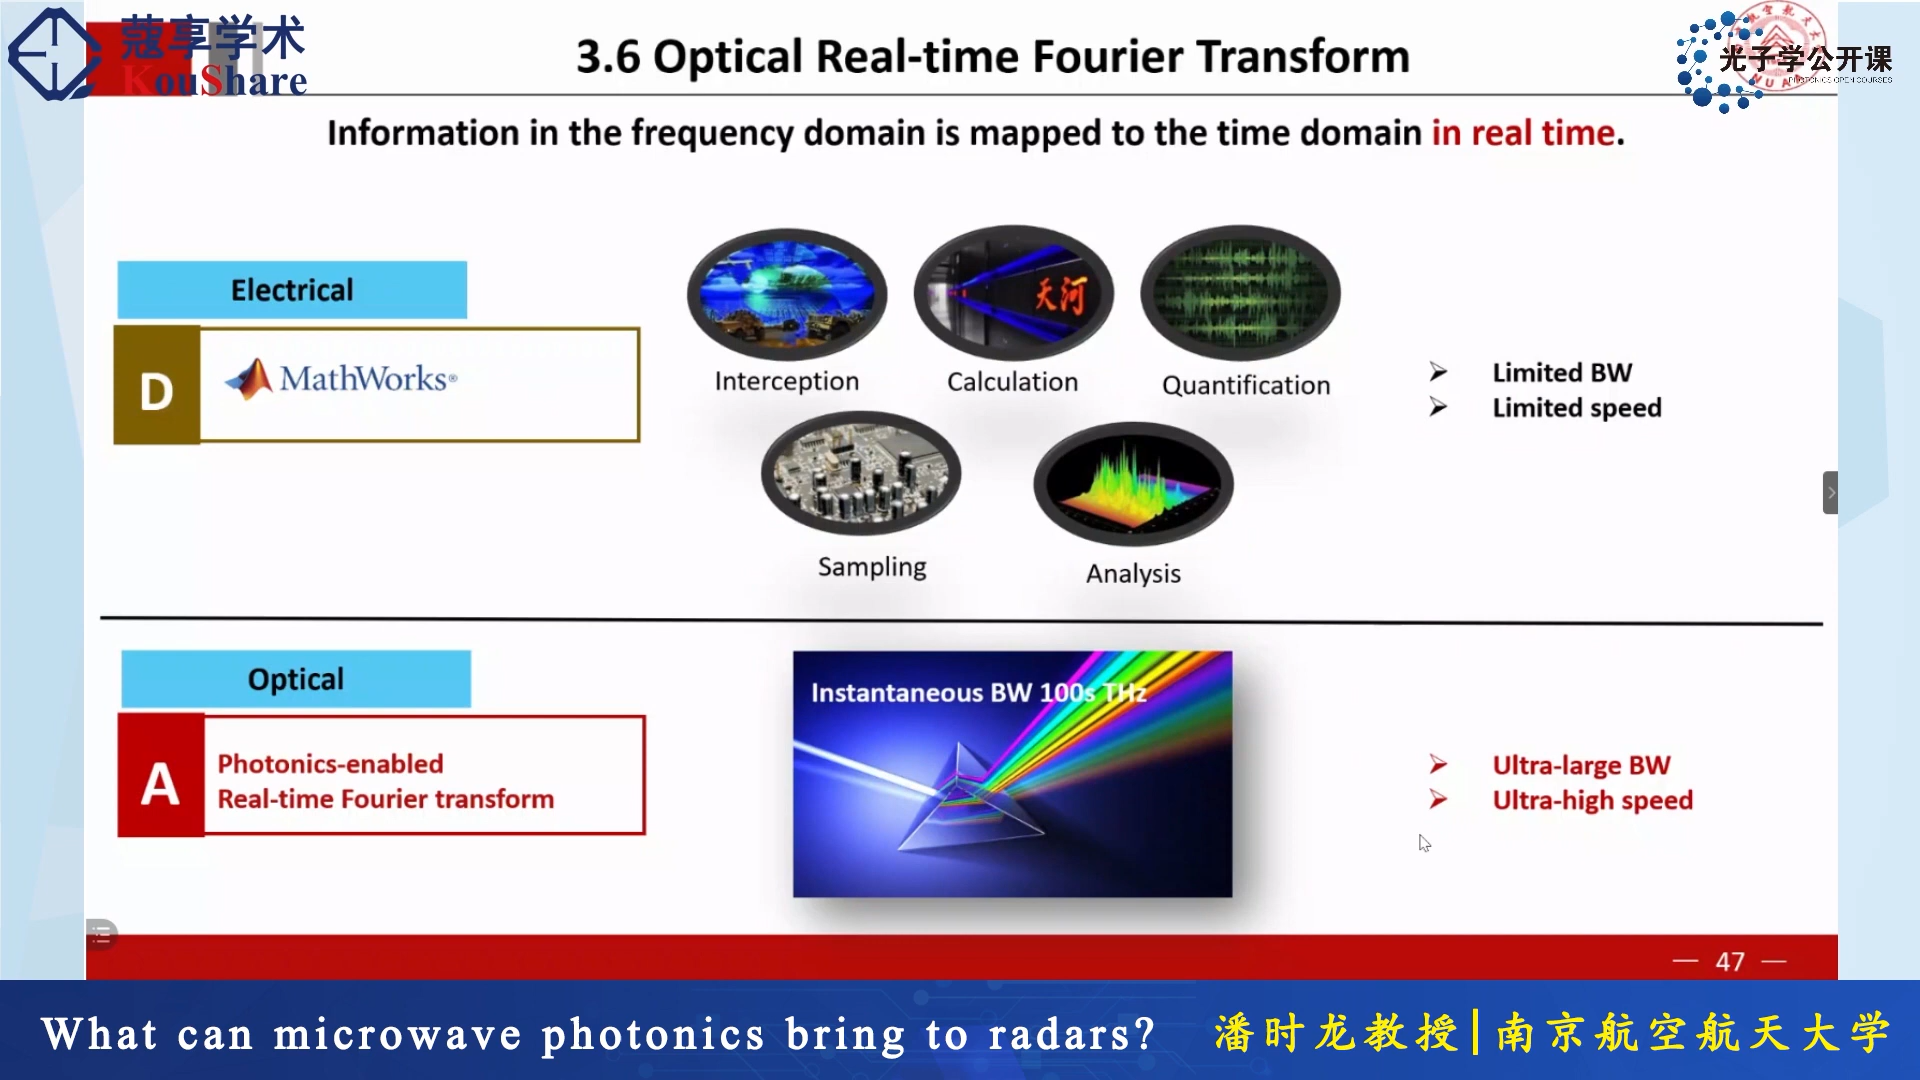 蔻享学术
KouShare
3.6 Optical Real-time Fourier Transform
光子学公开课
PHOTONICS OPEN COURSES
Information in the frequency domain is mapped to the time domain in real time.
Electrical
D
MathWorks®
天河
Interception
Calculation
Quantification
Sampling
Analysis
Limited BW
Limited speed
Optical
A
Photonics-enabled
Real-time Fourier transform
Instantaneous BW 100s THz
Ultra-large BW
Ultra-high speed
47
What can microwave photonics bring to radars?
潘时龙教授|南京航空航天大学